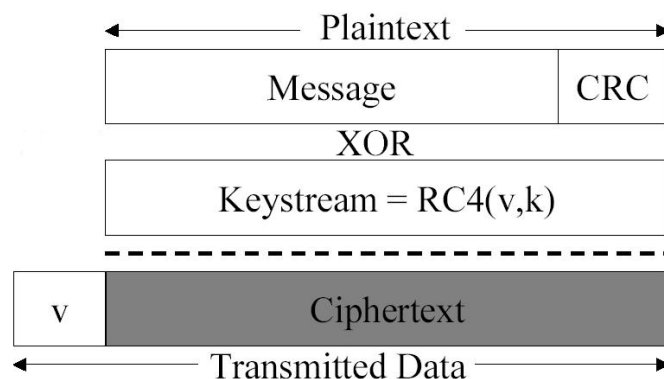 Plaintext
Message CRC
XOR
Keystream = RC4(v,k)
v Ciphertext
Transmitted Data